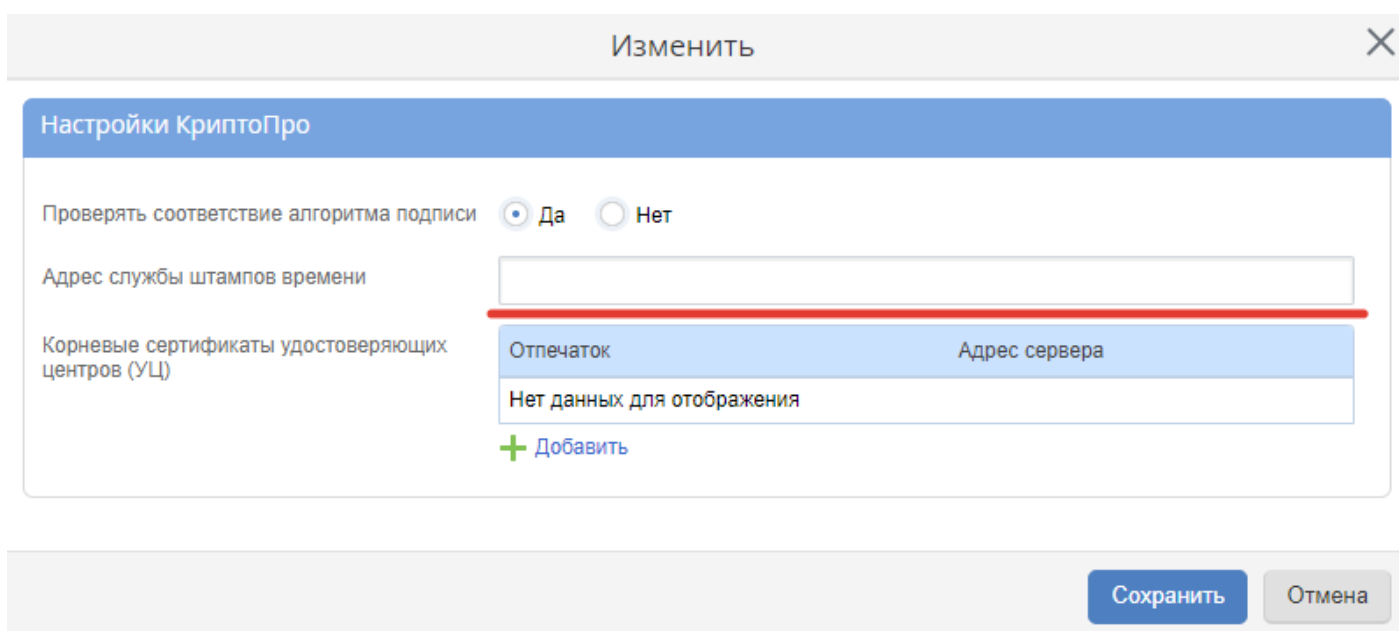 Изменить
Настройки КриптоПро
Проверять соответствие алгоритма подписи Да Нет
Адрес службы штампов времени
Корневые сертификаты удостоверяющих
центров (УЦ)
Отпечаток Адрес сервера
Нет данных для отображения
Добавить
Сохранить Отмена